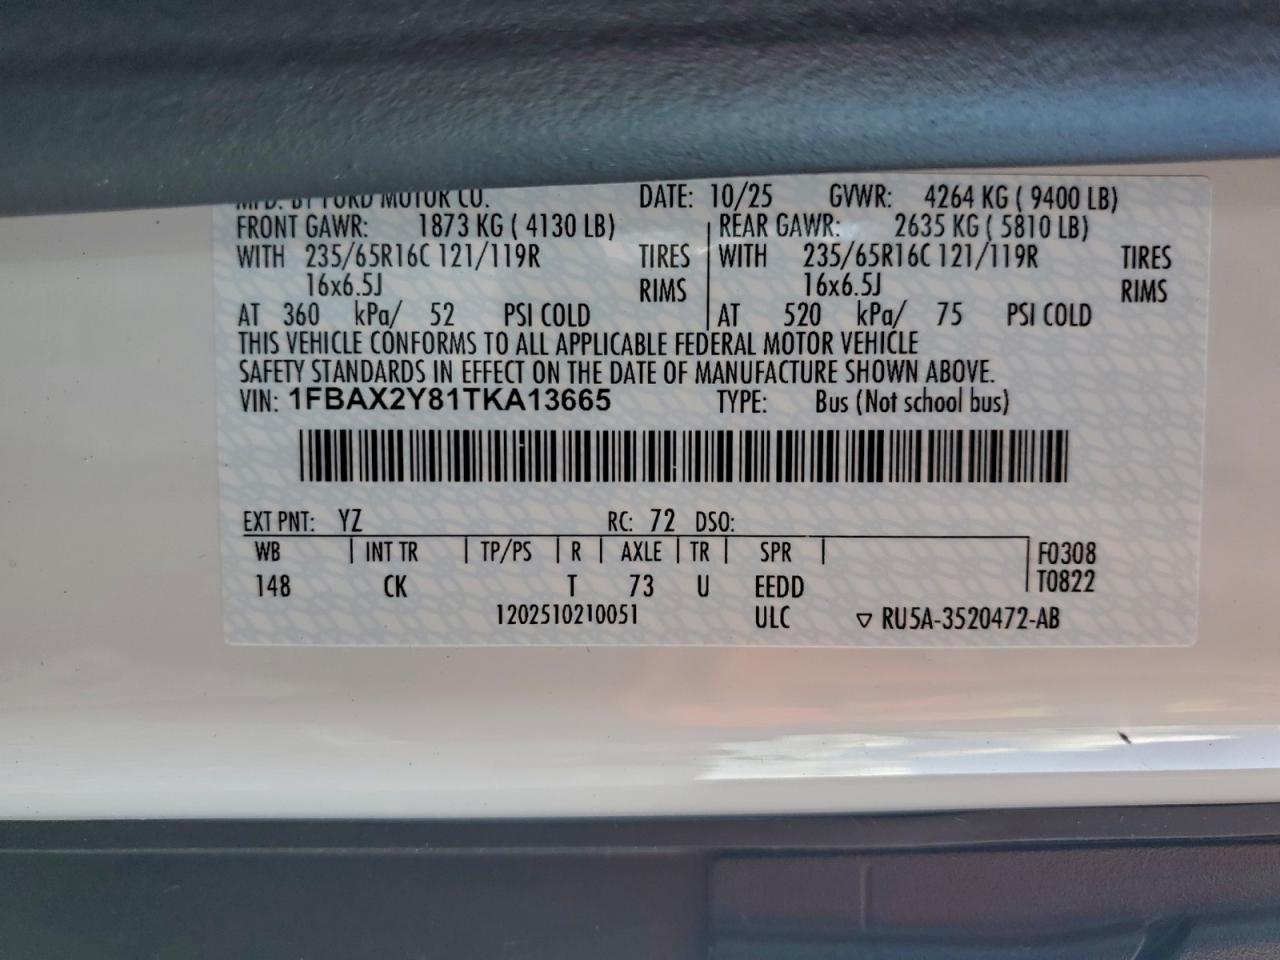 MFD. BY FORD MOTOR CO. DATE: 10/25 GVWR: 4264 KG ( 9400 LB)
FRONT GAWR: 1873 KG ( 4130 LB) REAR GAWR: 2635 KG ( 5810 LB)
WITH 235/65R16C 121/119R TIRES WITH 235/65R16C 121/119R TIRES
16x6.5J RIMS 16x6.5J RIMS
AT 360 kPa/ 52 PSI COLD AT 520 kPa/ 75 PSI COLD
THIS VEHICLE CONFORMS TO ALL APPLICABLE FEDERAL MOTOR VEHICLE
SAFETY STANDARDS IN EFFECT ON THE DATE OF MANUFACTURE SHOWN ABOVE.
VIN: 1FBAX2Y81TKA13665 TYPE: Bus (Not school bus)
EXT PNT: YZ RC: 72 DSO:
WB INT TR TP/PS R AXLE TR SPR F0308
148 CK T 73 U EEDD T0822
1202510210051 ULC ▽ RU5A-3520472-AB